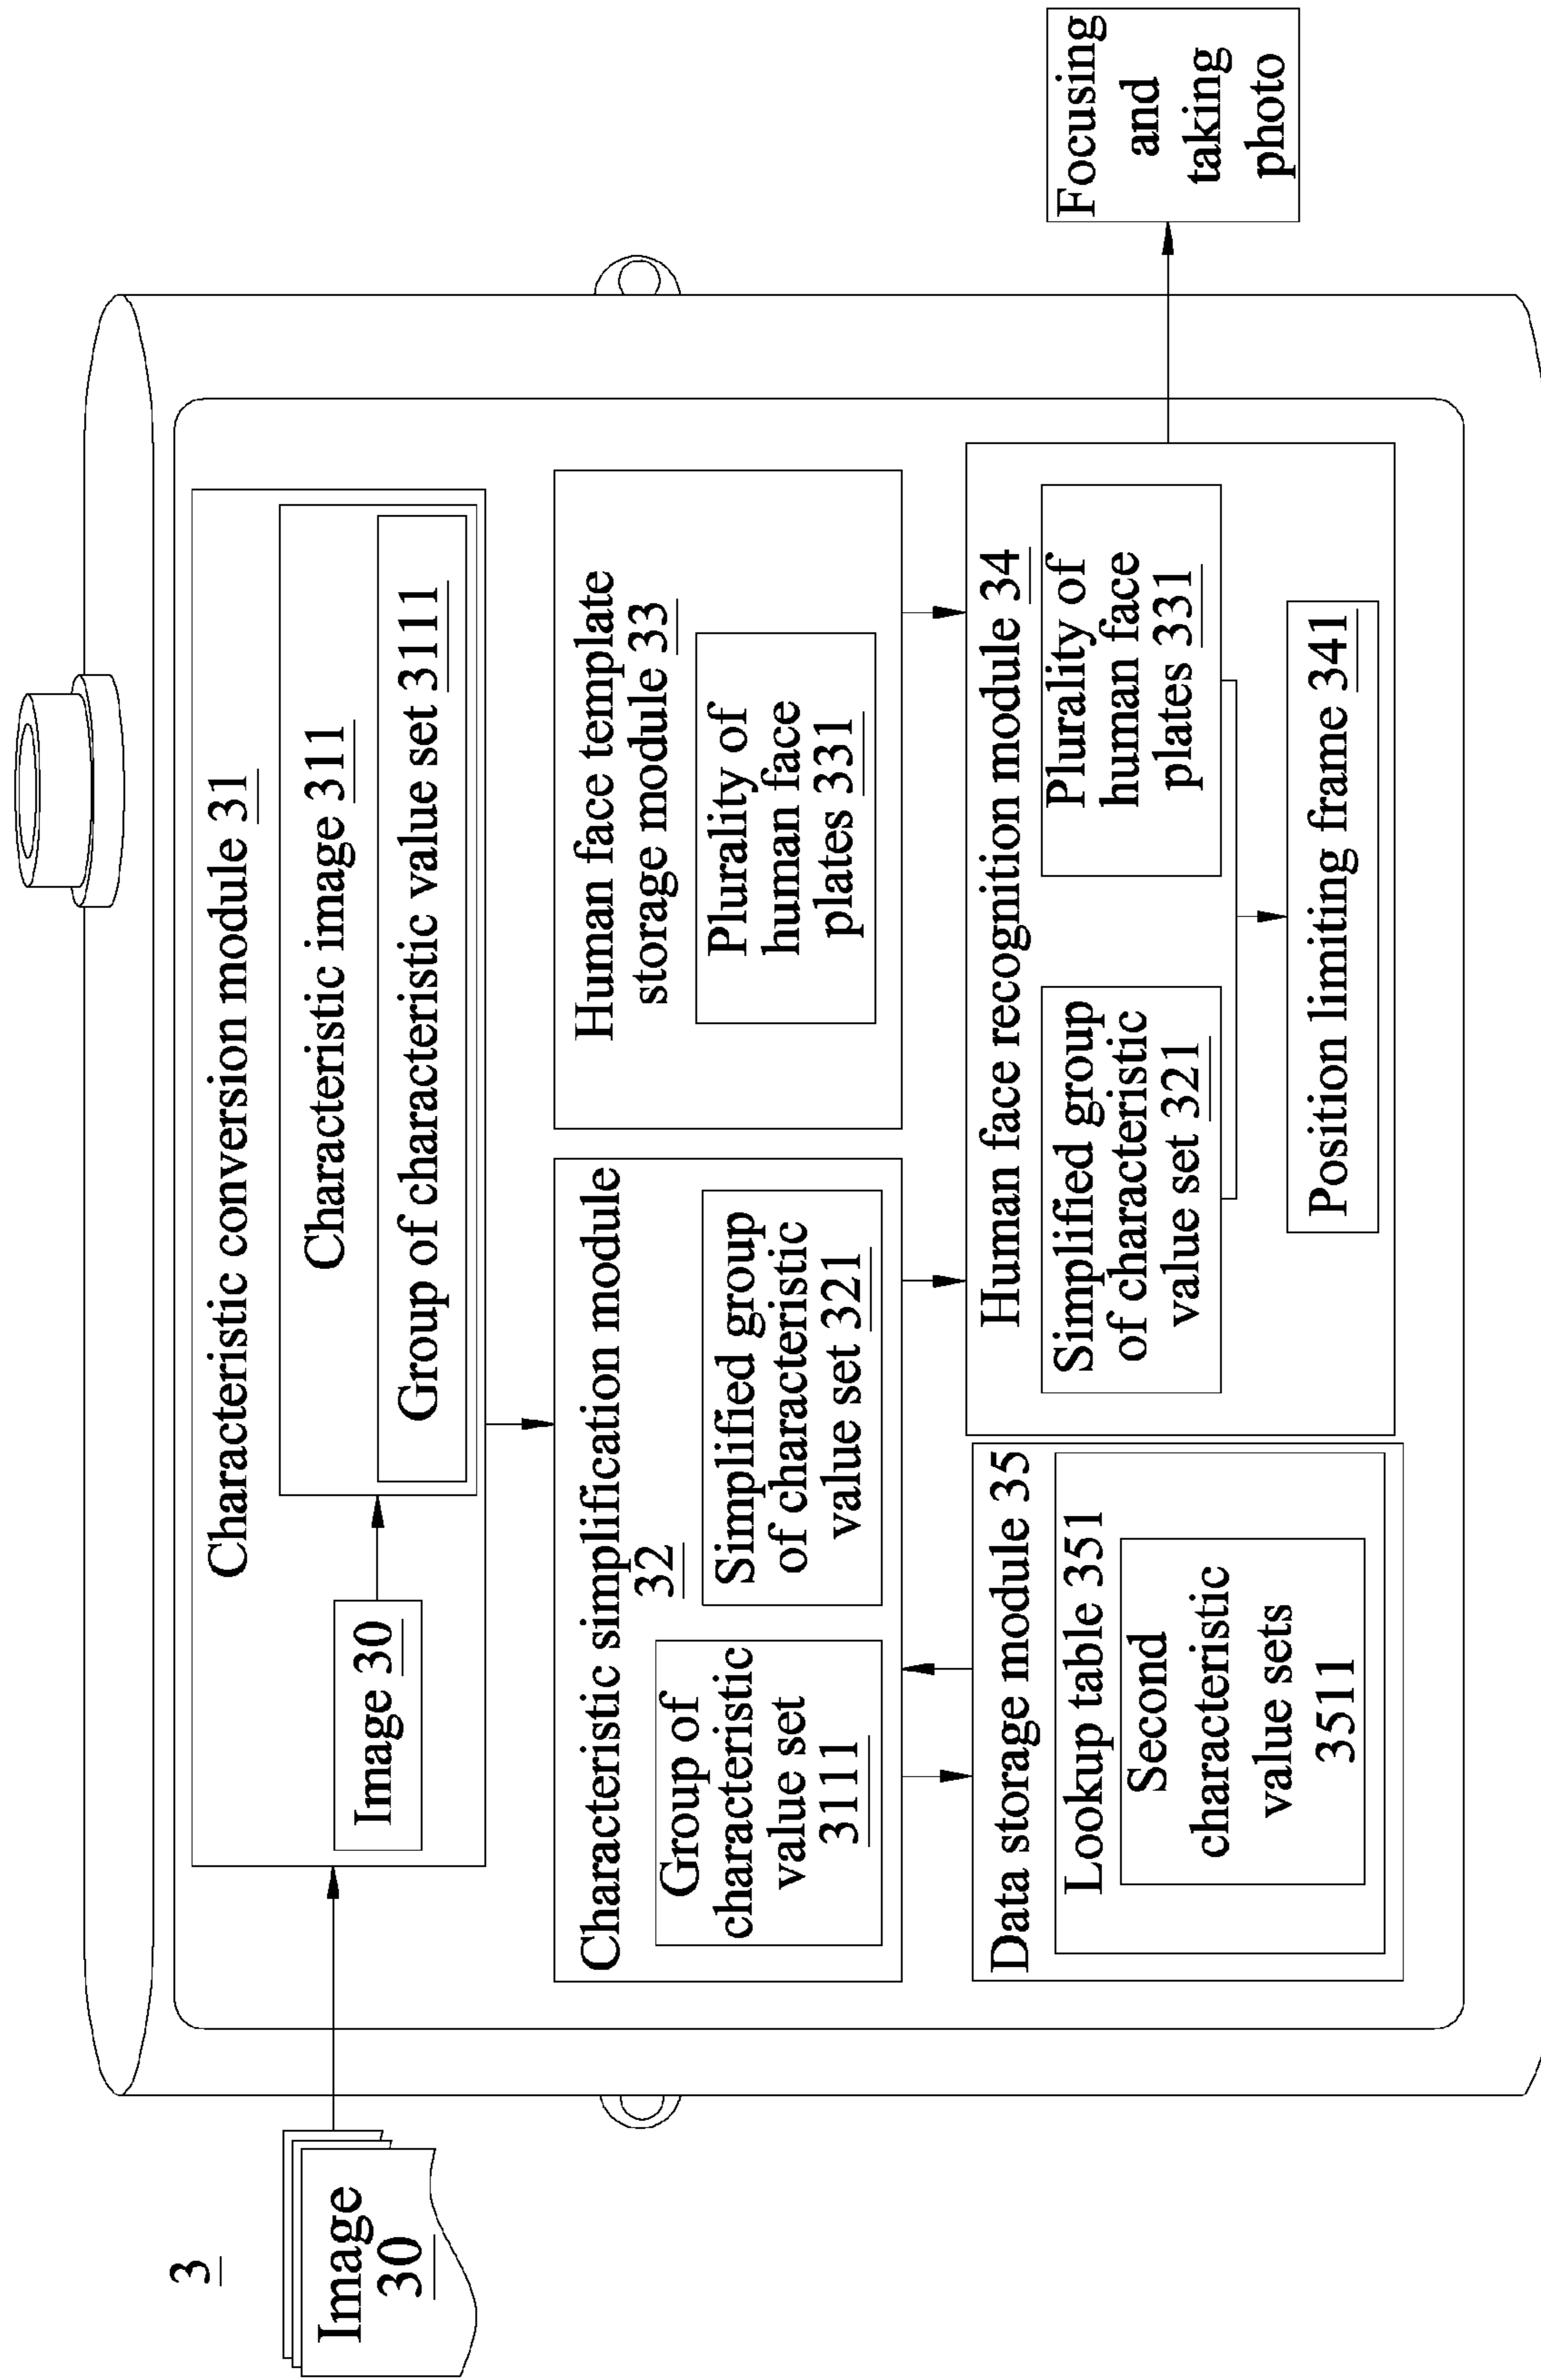 3
Image
30
Characteristic conversion module 31
Image 30
Characteristic image 311
Group of characteristic value set 3111
Characteristic simplification module
32
Group of
characteristic
value set
3111
Simplified group
of characteristic
value set 321
Human face template
storage module 33
Plurality of
human face
plates 331
Data storage module 35
Lookup table 351
Second
characteristic
value sets
3511
Human face recognition module 34
Simplified group
of characteristic
value set 321
Plurality of
human face
plates 331
Position limiting frame 341
Focusing
and
taking
photo